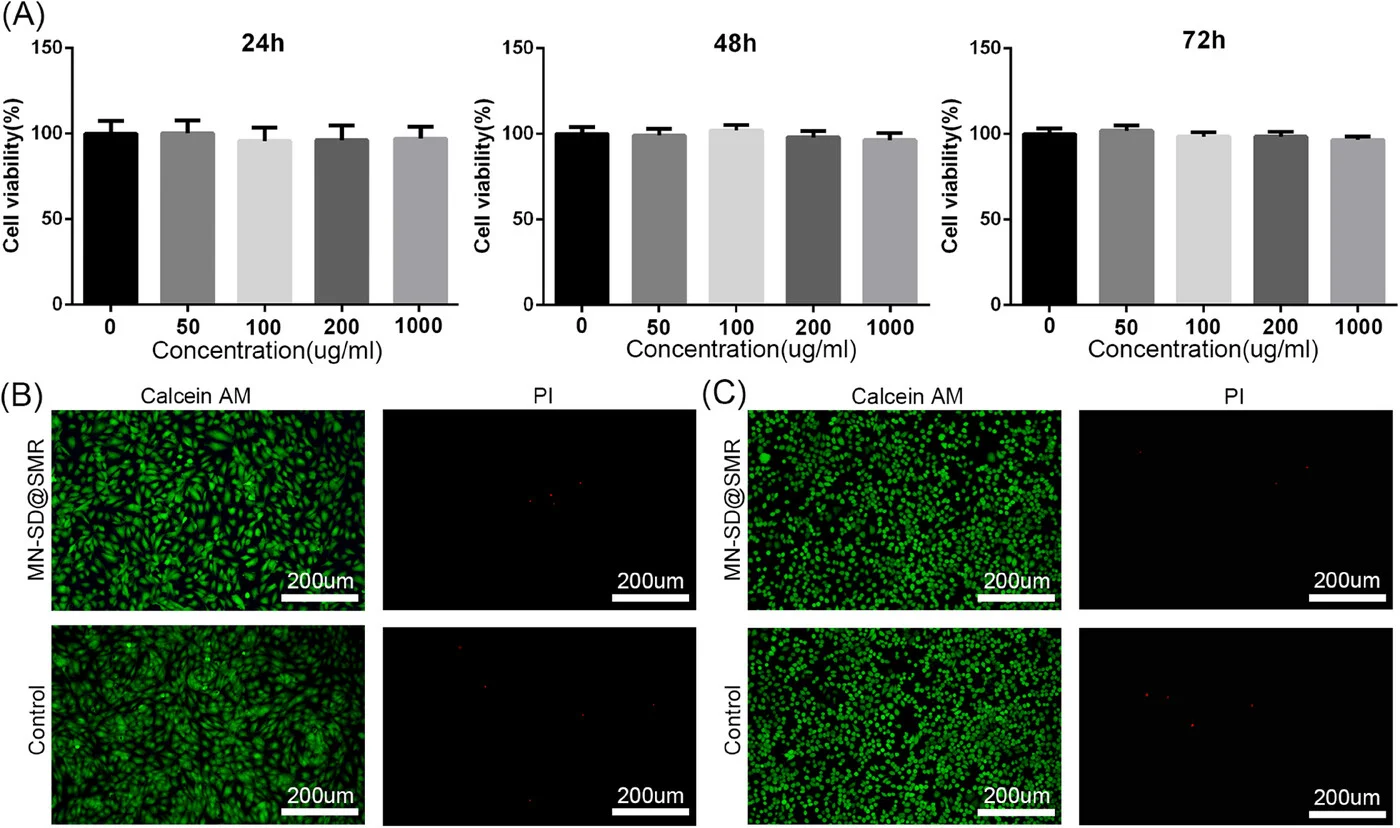 (A)
24h
150
100
50
0
Cell viability(%)
0 50 100 200 1000
Concentration(ug/ml)
48h
150
100
50
0
Cell viability(%)
0 50 100 200 1000
Concentration(ug/ml)
72h
150
100
50
0
Cell viability(%)
0 50 100 200 1000
Concentration(ug/ml)
(B)
Calcein AM
PI
MN-SD@SMR
200um
200um
Control
200um
200um
(C)
Calcein AM
PI
MN-SD@SMR
200um
200um
Control
200um
200um